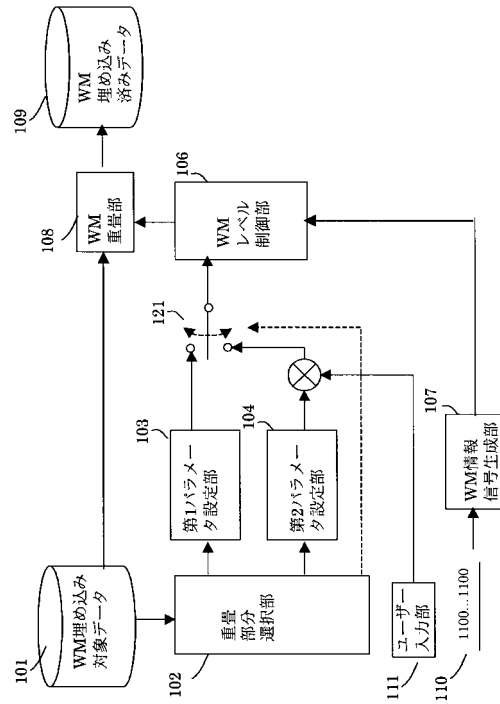 101
WM埋め込み
対象データ
102
重畳
部分
選択部
103
第1パラメー
タ設定部
104
第2パラメー
タ設定部
121
106
WM
レベル
制御部
108
WM
重畳部
109
WM
埋め込み
済みデータ
107
WM情報
信号生成部
111
ユーザー
入力部
110
1100...1100